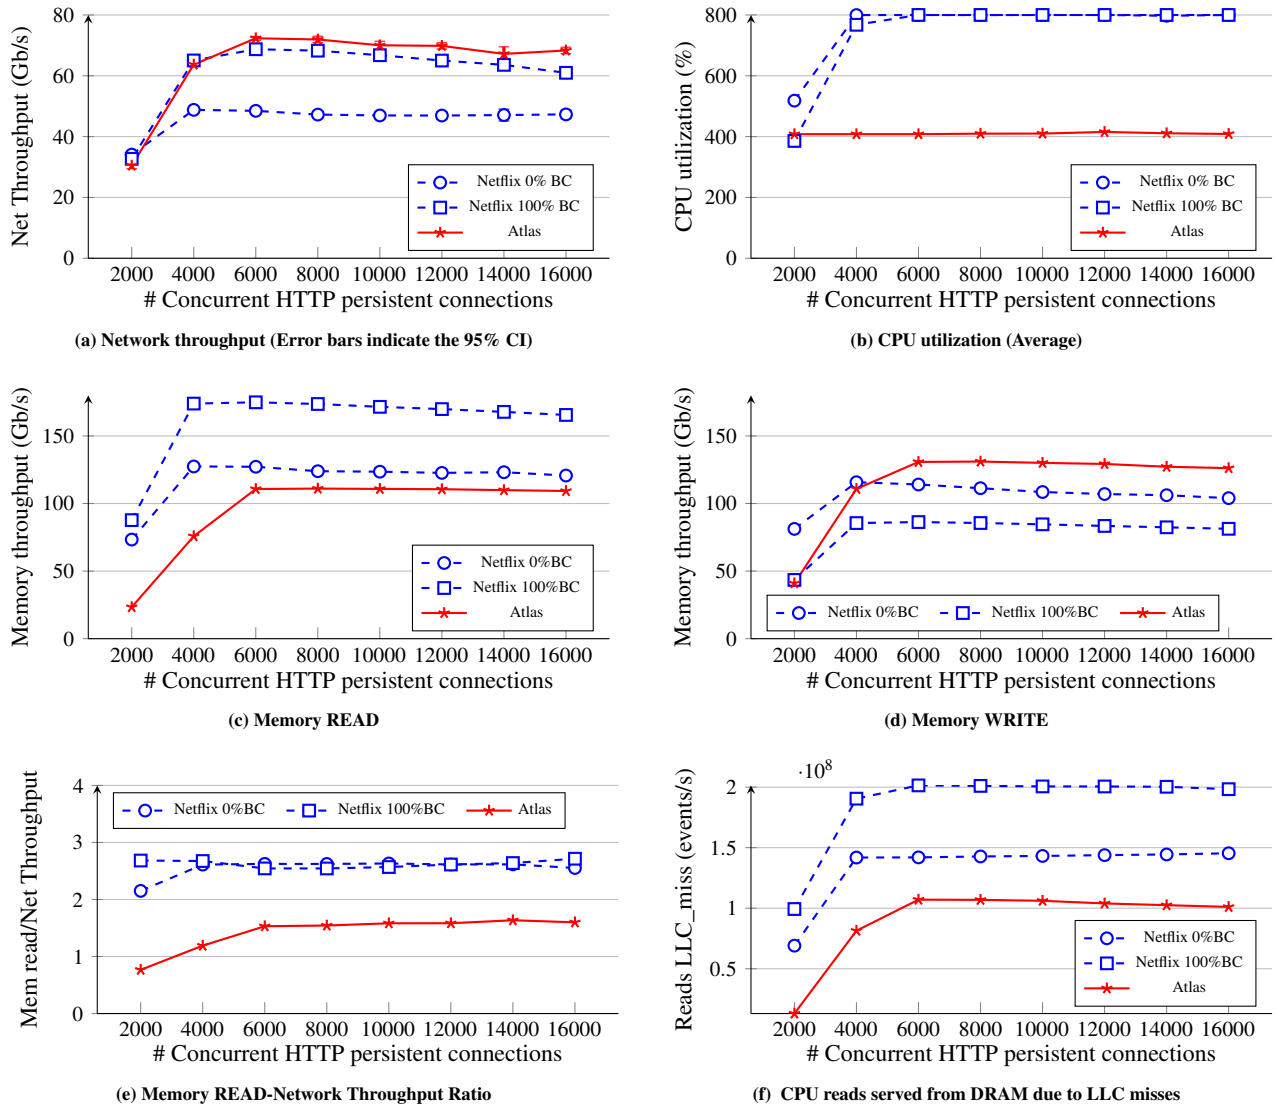 Net Throughput (Gb/s)
80
60
40
20
0
2000 4000 6000 8000 10000 12000 14000 16000
# Concurrent HTTP persistent connections
Netflix 0% BC
Netflix 100% BC
Atlas
(a) Network throughput (Error bars indicate the 95% CI)
CPU utilization (%)
800
600
400
200
0
2000 4000 6000 8000 10000 12000 14000 16000
# Concurrent HTTP persistent connections
Netflix 0% BC
Netflix 100% BC
Atlas
(b) CPU utilization (Average)
Memory throughput (Gb/s)
150
100
50
0
2000 4000 6000 8000 10000 12000 14000 16000
# Concurrent HTTP persistent connections
Netflix 0%BC
Netflix 100%BC
Atlas
(c) Memory READ
Memory throughput (Gb/s)
150
100
50
0
2000 4000 6000 8000 10000 12000 14000 16000
# Concurrent HTTP persistent connections
Netflix 0%BC Netflix 100%BC Atlas
(d) Memory WRITE
Mem read/Net Throughput
4
3
2
1
0
2000 4000 6000 8000 10000 12000 14000 16000
# Concurrent HTTP persistent connections
Netflix 0%BC Netflix 100%BC Atlas
(e) Memory READ-Network Throughput Ratio
Reads LLC_miss (events/s)
·10⁸
2
1.5
1
0.5
2000 4000 6000 8000 10000 12000 14000 16000
# Concurrent HTTP persistent connections
Netflix 0%BC
Netflix 100%BC
Atlas
(f) CPU reads served from DRAM due to LLC misses